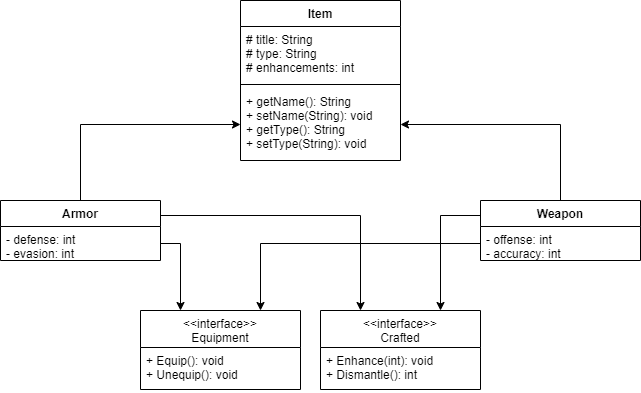 Item
# title: String
# type: String
# enhancements: int
+ getName(): String
+ setName(String): void
+ getType(): String
+ setType(String): void
Armor
- defense: int
- evasion: int
Weapon
- offense: int
- accuracy: int
<<interface>>
Equipment
+ Equip(): void
+ Unequip(): void
<<interface>>
Crafted
+ Enhance(int): void
+ Dismantle(): int